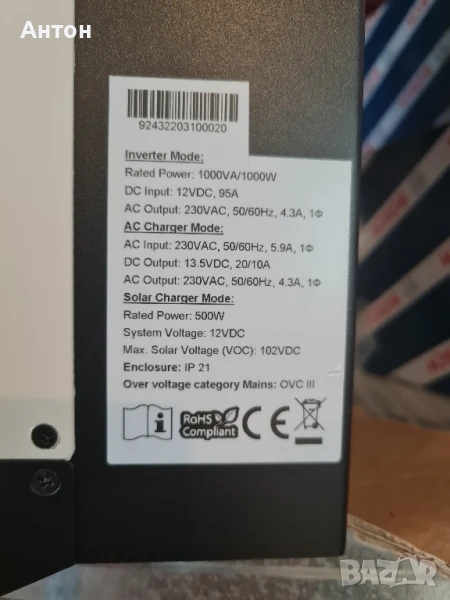 Антон
92432203100020
Inverter Mode:
Rated Power: 1000VA/1000W
DC Input: 12VDC, 95A
AC Output: 230VAC, 50/60Hz, 4.3A, 1Φ
AC Charger Mode:
AC Input: 230VAC, 50/60Hz, 5.9A, 1Φ
DC Output: 13.5VDC, 20/10A
AC Output: 230VAC, 50/60Hz, 4.3A, 1Φ
Solar Charger Mode:
Rated Power: 500W
System Voltage: 12VDC
Max. Solar Voltage (VOC): 102VDC
Enclosure: IP 21
Over voltage category Mains: OVC III
RoHS
Compliant
CE
BAZAR